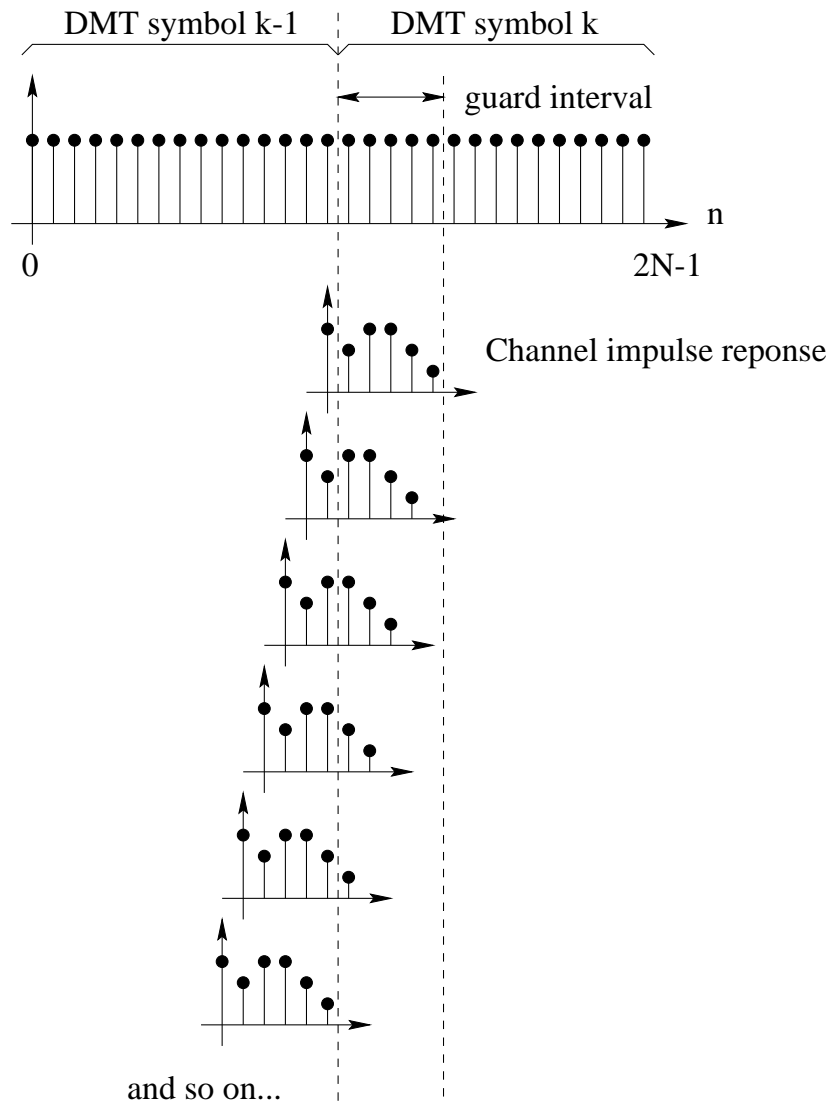 DMT symbol k-1
DMT symbol k
guard interval
n
0
2N-1
Channel impulse reponse
and so on...